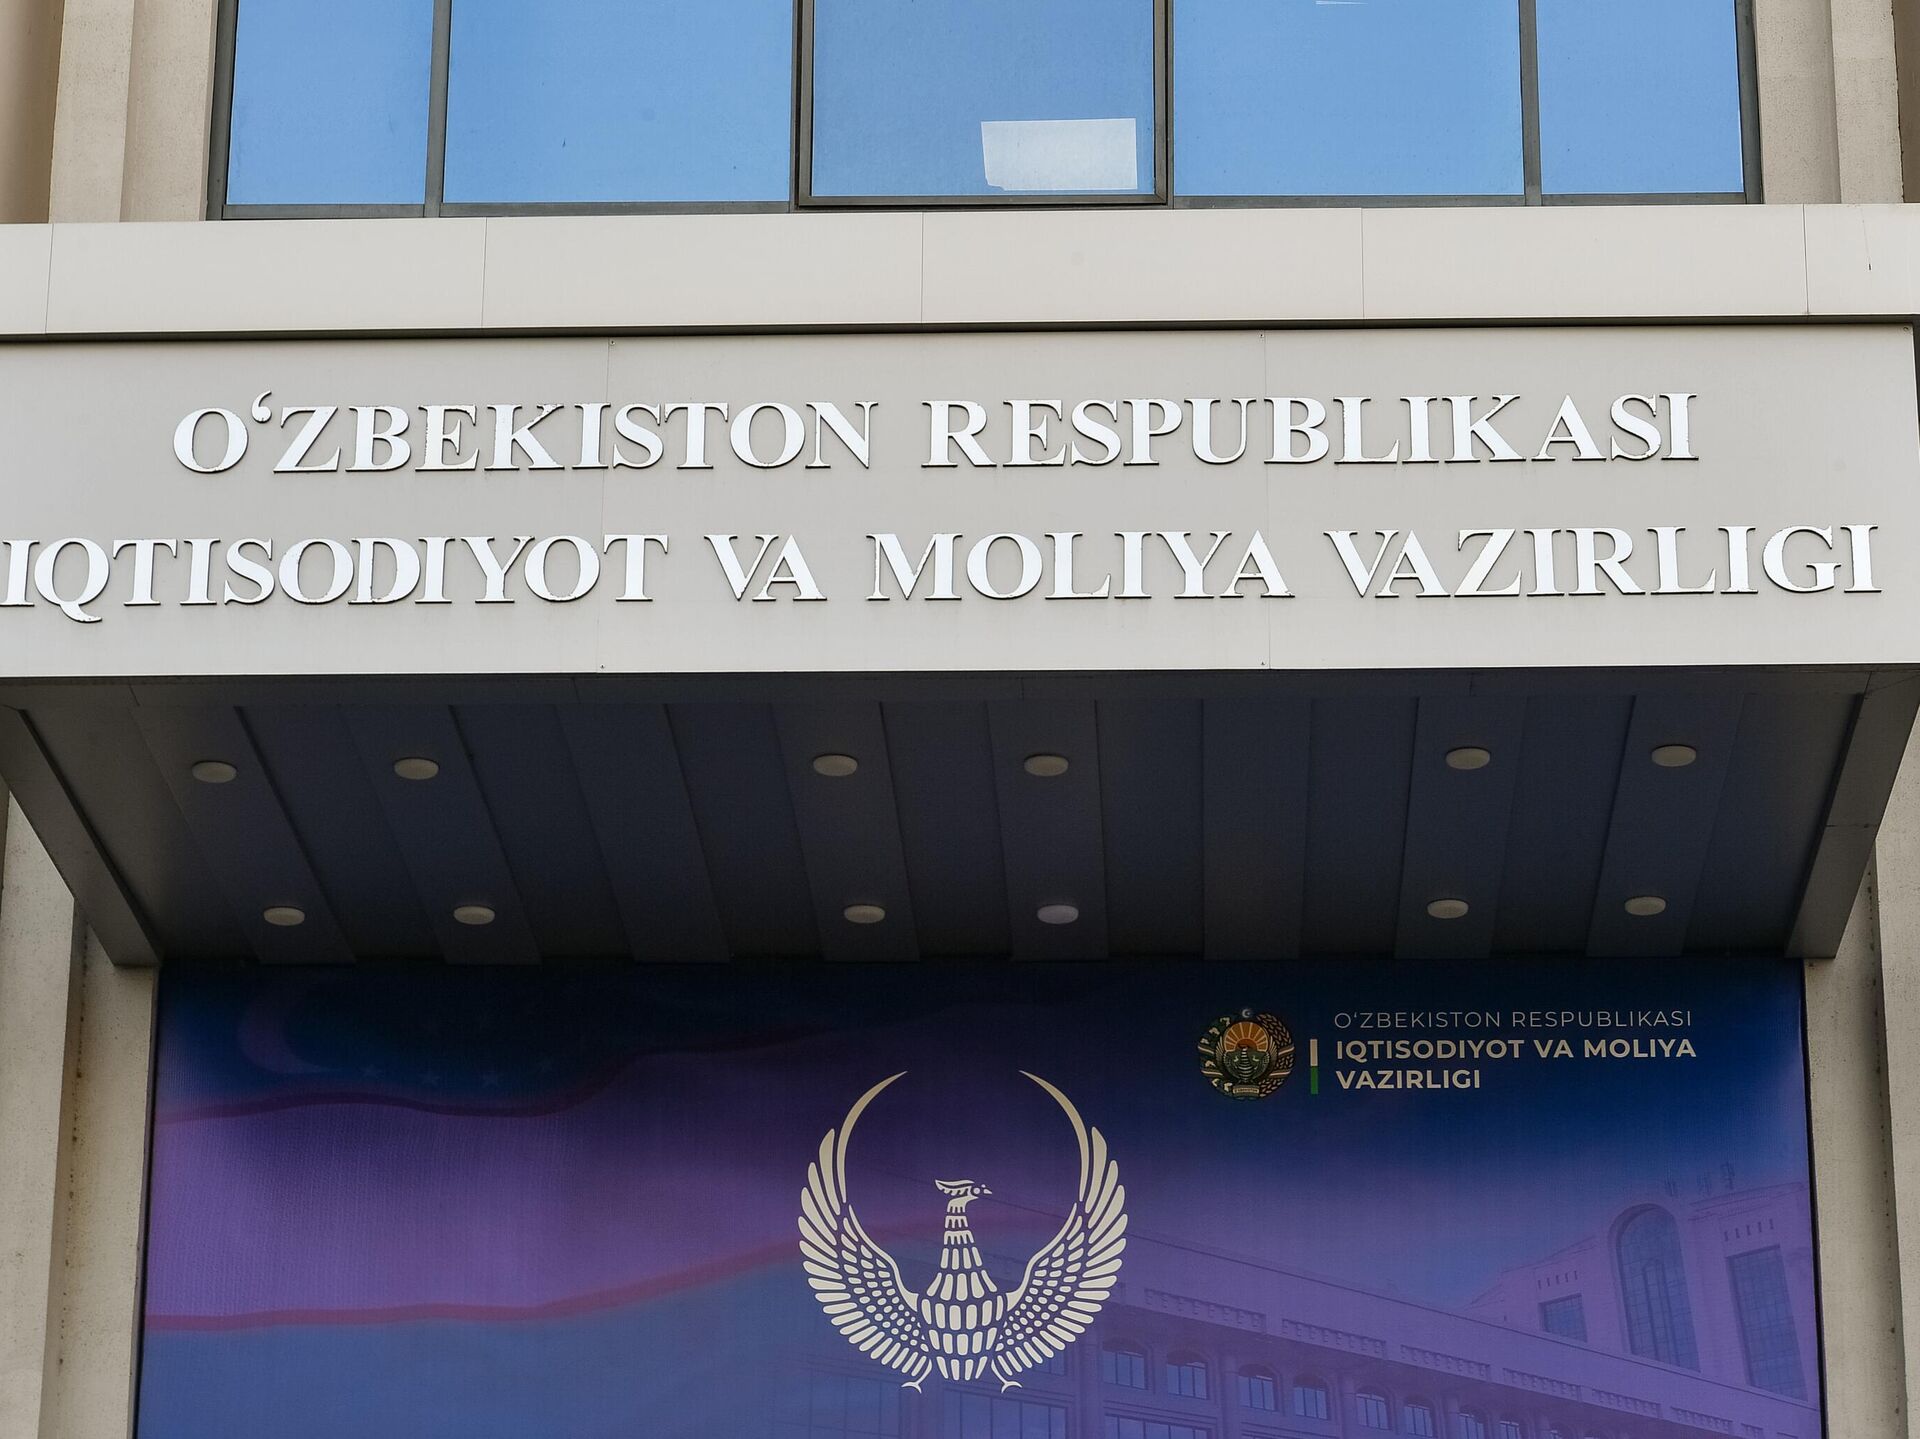 O‘ZBEKISTON RESPUBLIKASI
IQTISODIYOT VA MOLIYA VAZIRLIGI
O‘ZBEKISTON RESPUBLIKASI
IQTISODIYOT VA MOLIYA
VAZIRLIGI